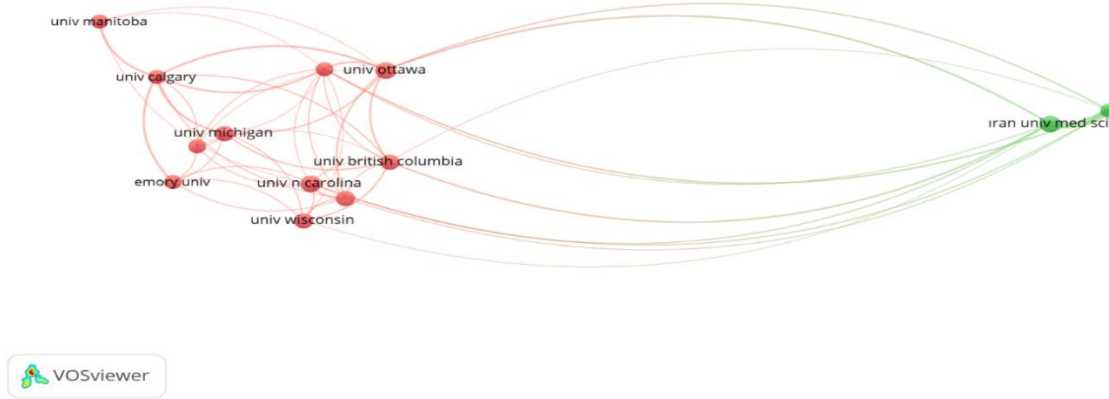 univ manitoba
univ calgary
univ ottawa
univ michigan
univ british columbia
emory univ
univ n carolina
univ wisconsin
iran univ med sci
VOSviewer